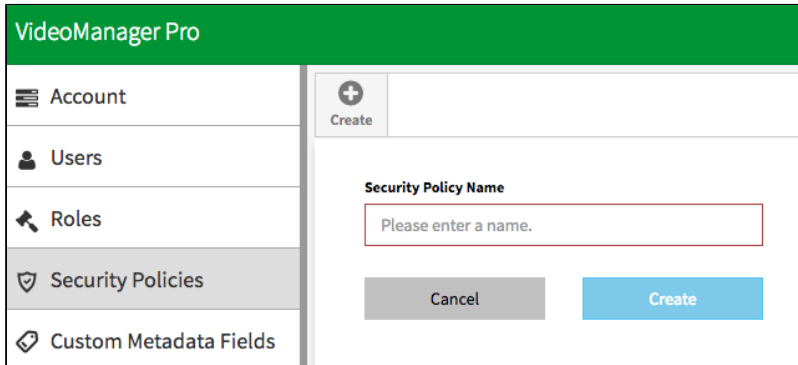 VideoManager Pro
Account
Users
Roles
Security Policies
Custom Metadata Fields
Create
Security Policy Name
Please enter a name.
Cancel
Create